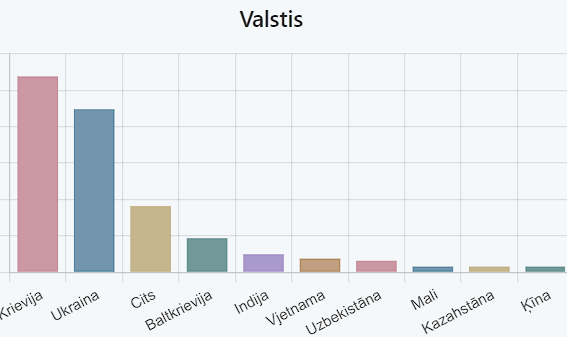 Valstis
Krievija
Ukraina
Cits
Baltkrievija
Indija
Vjetnama
Uzbekistāna
Mali
Kazahstāna
Ķīna